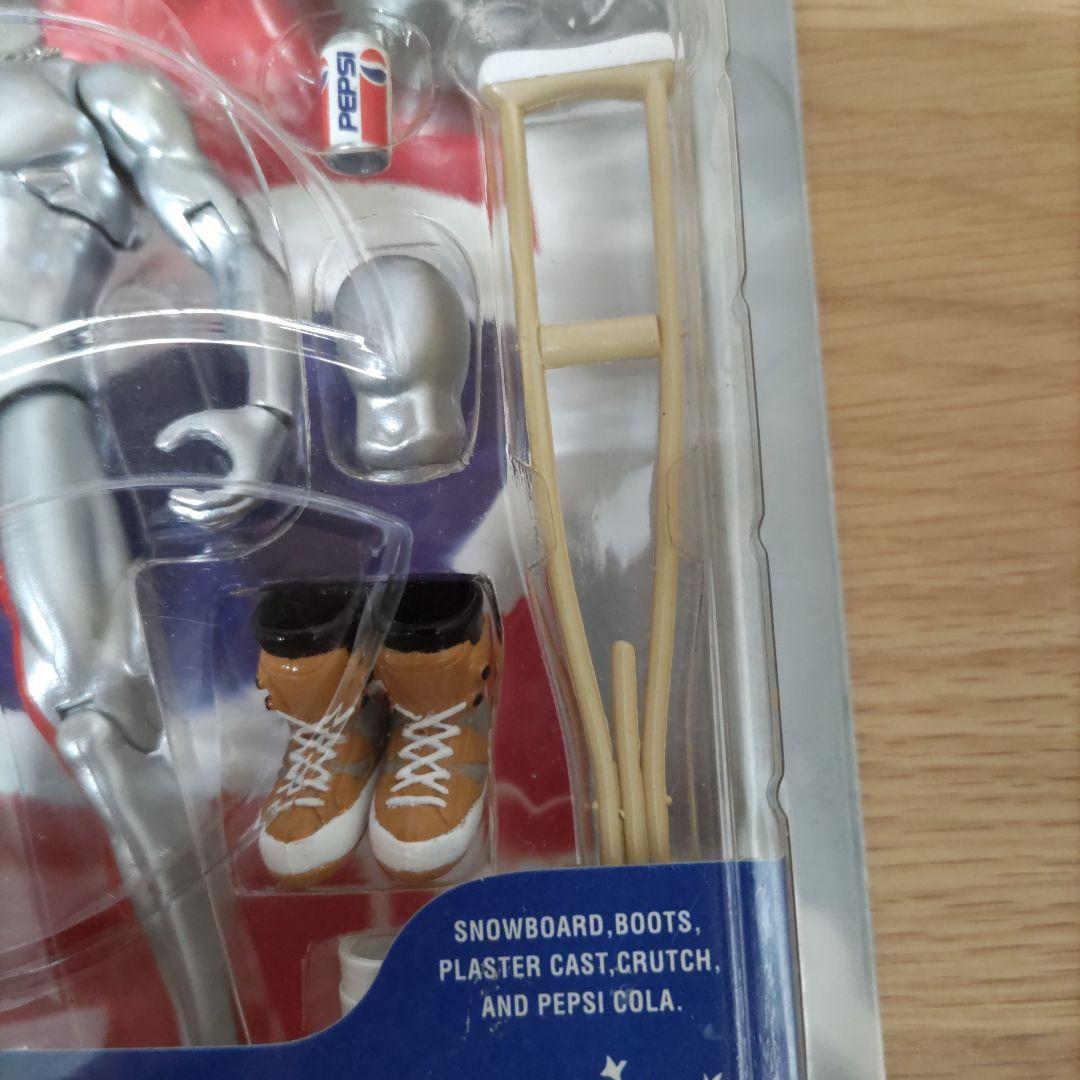 PEPSI
SNOWBOARD,BOOTS,
PLASTER CAST,CRUTCH,
AND PEPSI COLA.